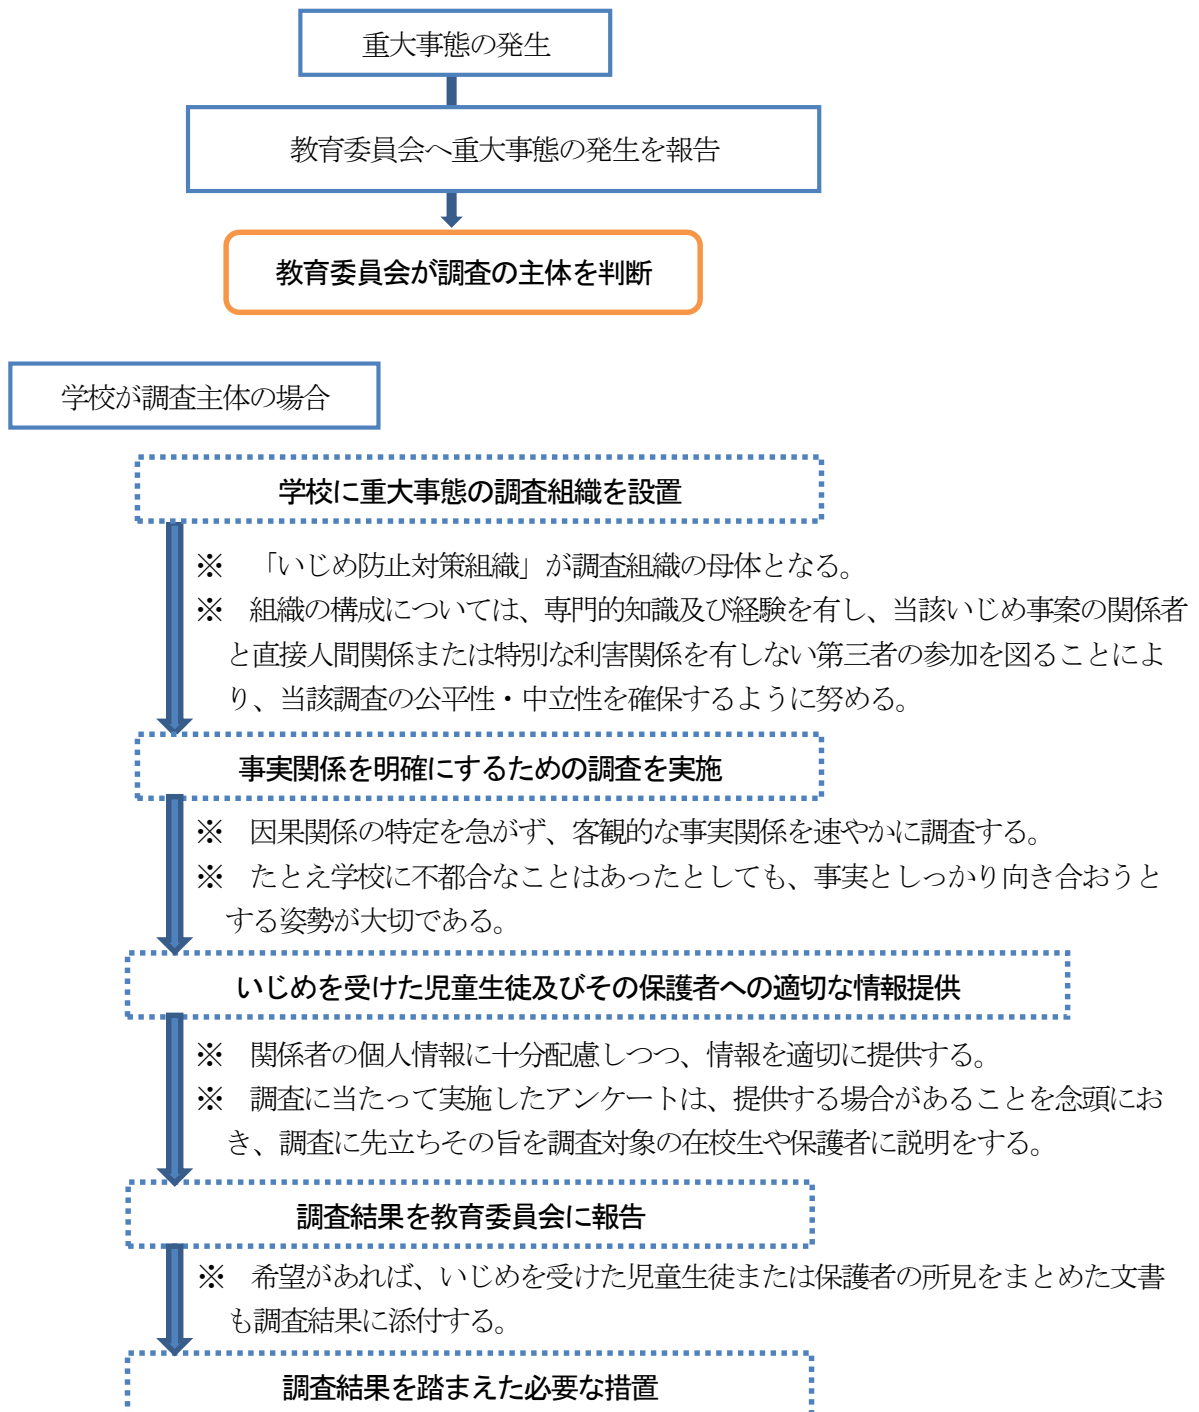 重大事態の発生
教育委員会へ重大事態の発生を報告
教育委員会が調査の主体を判断
学校が調査主体の場合
学校に重大事態の調査組織を設置
※　「いじめ防止対策組織」が調査組織の母体となる。
※　組織の構成については、専門的知識及び経験を有し、当該いじめ事案の関係者
と直接人間関係または特別な利害関係を有しない第三者の参加を図ることによ
り、当該調査の公平性・中立性を確保するように努める。
事実関係を明確にするための調査を実施
※　因果関係の特定を急がず、客観的な事実関係を速やかに調査する。
※　たとえ学校に不都合なことはあったとしても、事実としっかり向き合おうと
する姿勢が大切である。
いじめを受けた児童生徒及びその保護者への適切な情報提供
※　関係者の個人情報に十分配慮しつつ、情報を適切に提供する。
※　調査に当たって実施したアンケートは、提供する場合があることを念頭にお
き、調査に先立ちその旨を調査対象の在校生や保護者に説明をする。
調査結果を教育委員会に報告
※　希望があれば、いじめを受けた児童生徒または保護者の所見をまとめた文書
も調査結果に添付する。
調査結果を踏まえた必要な措置